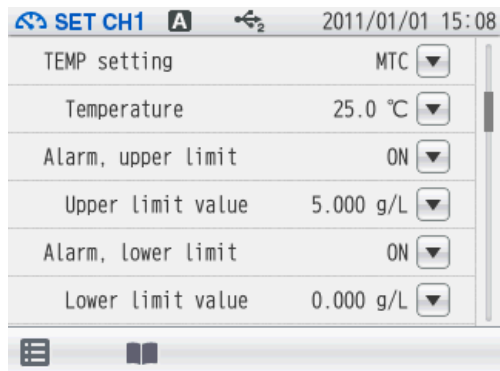 SET CH1 A 2 2011/01/01 15:08
TEMP setting MTC
Temperature 25.0 ℃
Alarm, upper limit ON
Upper limit value 5.000 g/L
Alarm, lower limit ON
Lower limit value 0.000 g/L